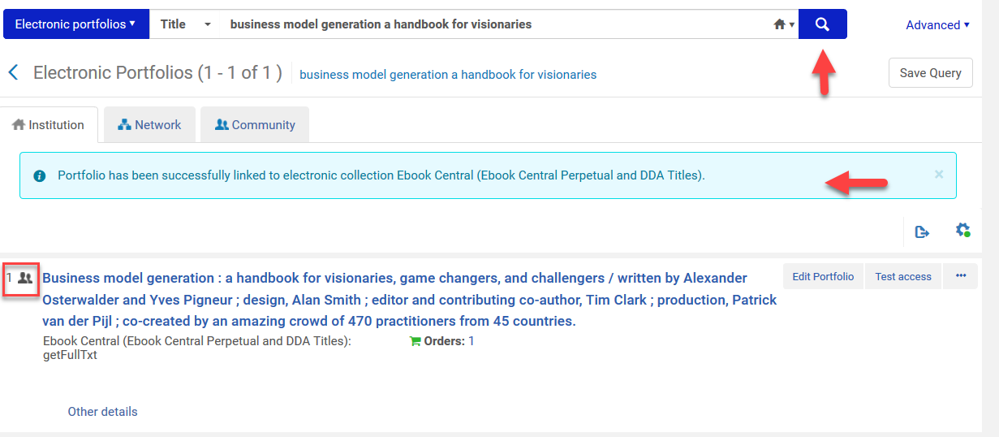 Electronic portfolios Title business model generation a handbook for visionaries Advanced
Electronic Portfolios (1 - 1 of 1 ) business model generation a handbook for visionaries Save Query
Institution Network Community
Portfolio has been successfully linked to electronic collection Ebook Central (Ebook Central Perpetual and DDA Titles). ×
1 Business model generation : a handbook for visionaries, game changers, and challengers / written by Alexander Edit Portfolio Test access ...
Osterwalder and Yves Pigneur ; design, Alan Smith ; editor and contributing co-author, Tim Clark ; production, Patrick
van der Pijl ; co-created by an amazing crowd of 470 practitioners from 45 countries.
Ebook Central (Ebook Central Perpetual and DDA Titles): Orders: 1
getFullTxt
Other details